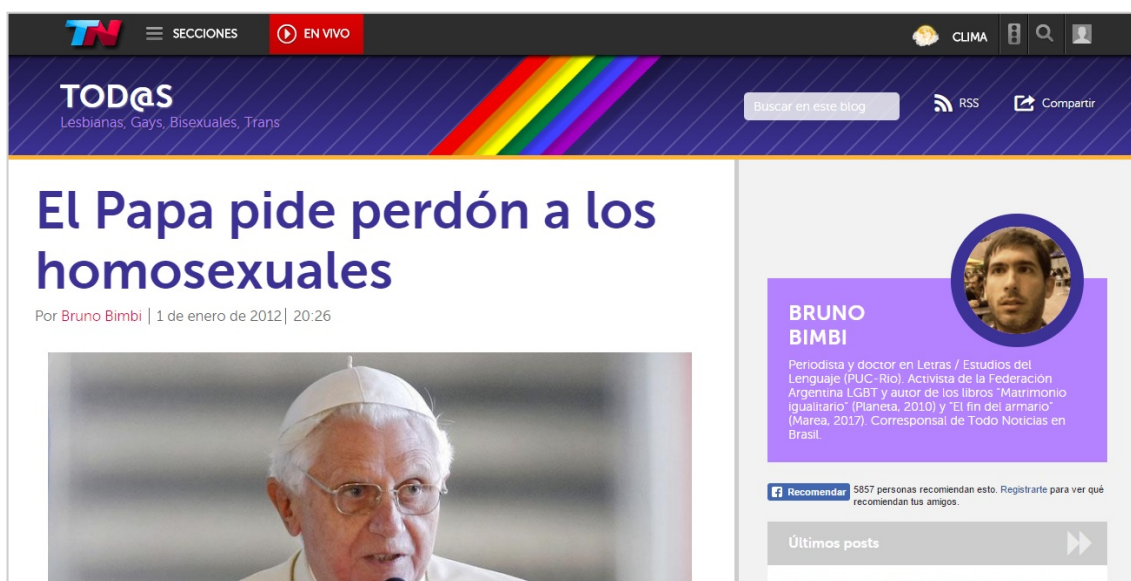 TN
SECCIONES
EN VIVO
CLIMA
TOD@S
Lesbianas, Gays, Bisexuales, Trans
Buscar en este blog
RSS
Compartir
El Papa pide perdón a los
homosexuales
Por Bruno Bimbi | 1 de enero de 2012 | 20:26
BRUNO
BIMBI
Periodista y doctor en Letras / Estudios del
Lenguaje (PUC-Rio). Activista de la Federación
Argentina LGBT y autor de los libros "Matrimonio
igualitario" (Planeta, 2010) y "El fin del armario"
(Marea, 2017). Corresponsal de Todo Noticias en
Brasil.
Recomendar
5857 personas recomiendan esto. Registrarte para ver qué
recomiendan tus amigos.
Últimos posts